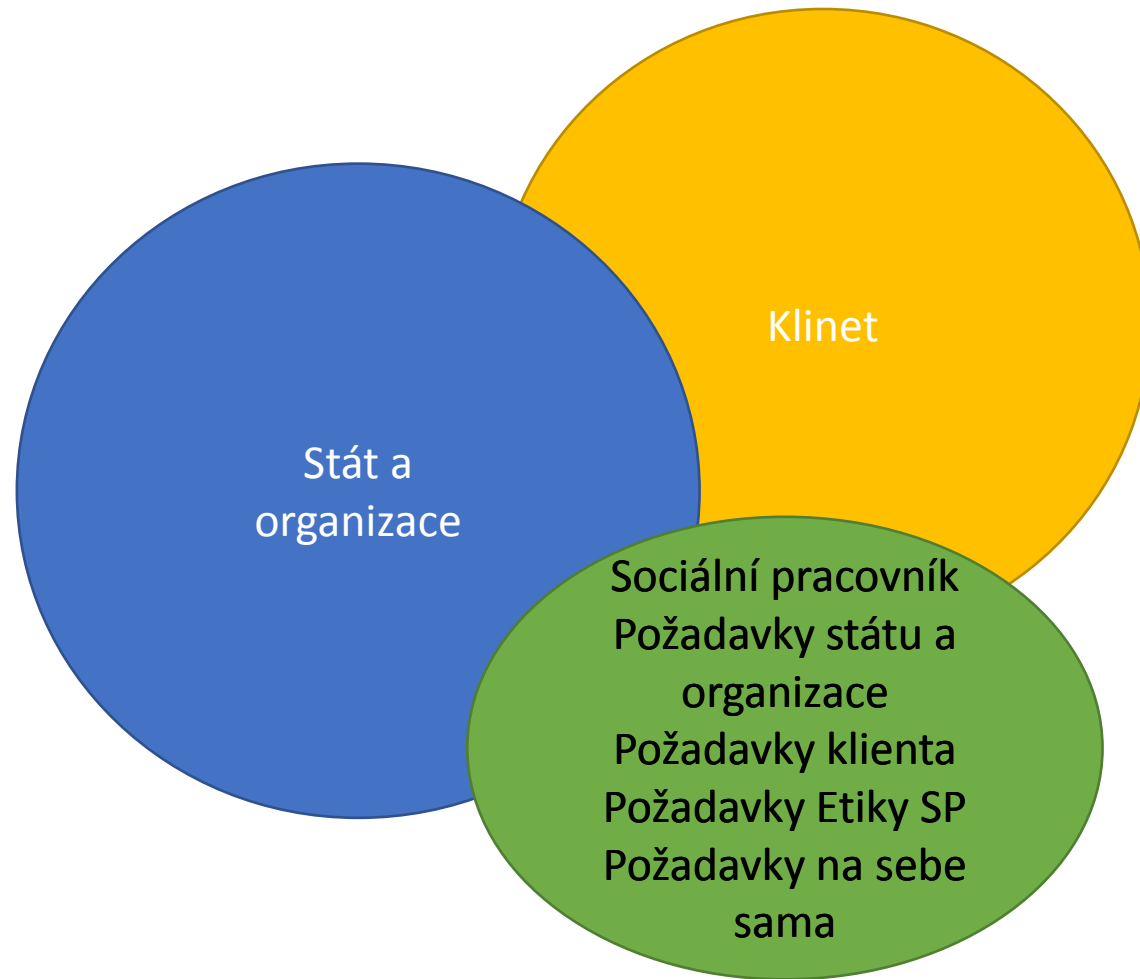 Klinet
Stát a
organizace
Sociální pracovník
Požadavky státu a
organizace
Požadavky klienta
Požadavky Etiky SP
Požadavky na sebe
sama